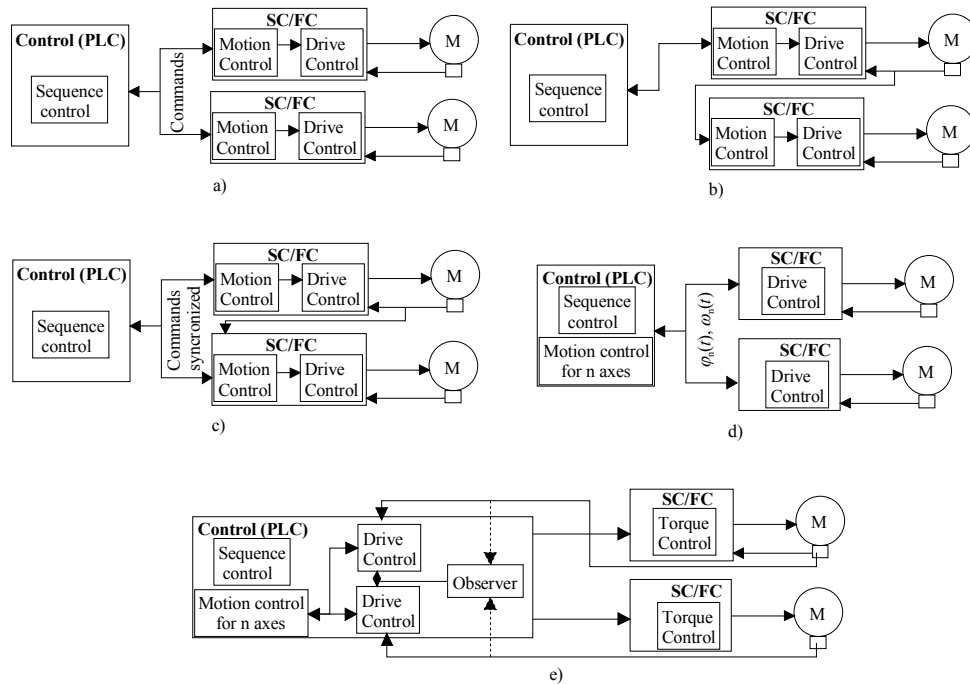 Control (PLC)
Sequence
control
Commands
SC/FC
Motion
Control
Drive
Control
M
SC/FC
Motion
Control
Drive
Control
M
a)
Control (PLC)
Sequence
control
SC/FC
Motion
Control
Drive
Control
M
SC/FC
Motion
Control
Drive
Control
M
b)
Control (PLC)
Sequence
control
Commands
syncronized
SC/FC
Motion
Control
Drive
Control
M
SC/FC
Motion
Control
Drive
Control
M
c)
Control (PLC)
Sequence
control
Motion control
for n axes
φn(t), ωn(t)
SC/FC
Drive
Control
M
SC/FC
Drive
Control
M
d)
Control (PLC)
Sequence
control
Motion control
for n axes
Drive
Control
Drive
Control
Observer
SC/FC
Torque
Control
M
SC/FC
Torque
Control
M
e)